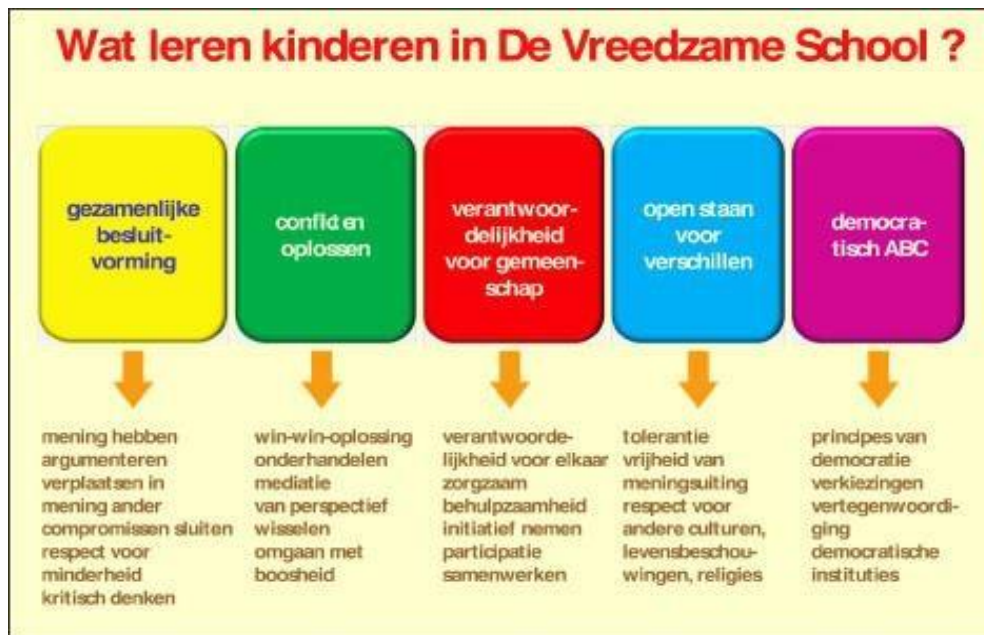 Wat leren kinderen in De Vreedzame School ?
gezamenlijke
besluit-
vorming
conflicten
oplossen
verantwoor-
delijkheid
voor gemeen-
schap
open staan
voor
verschillen
democra-
tisch ABC
mening hebben
argumenteren
verplaatsen in
mening ander
compromissen sluiten
respect voor
minderheid
kritisch denken
win-win-oplossing
onderhandelen
mediatie
van perspectief
wisselen
omgaan met
boosheid
verantwoorde-
lijkheid voor elkaar
zorgzaam
behulpzaamheid
initiatief nemen
participatie
samenwerken
tolerantie
vrijheid van
meningsuiting
respect voor
andere culturen,
levensbeschou-
wingen, religies
principes van
democratie
verkiezingen
vertegenwoordi-
ging
democratische
instituties